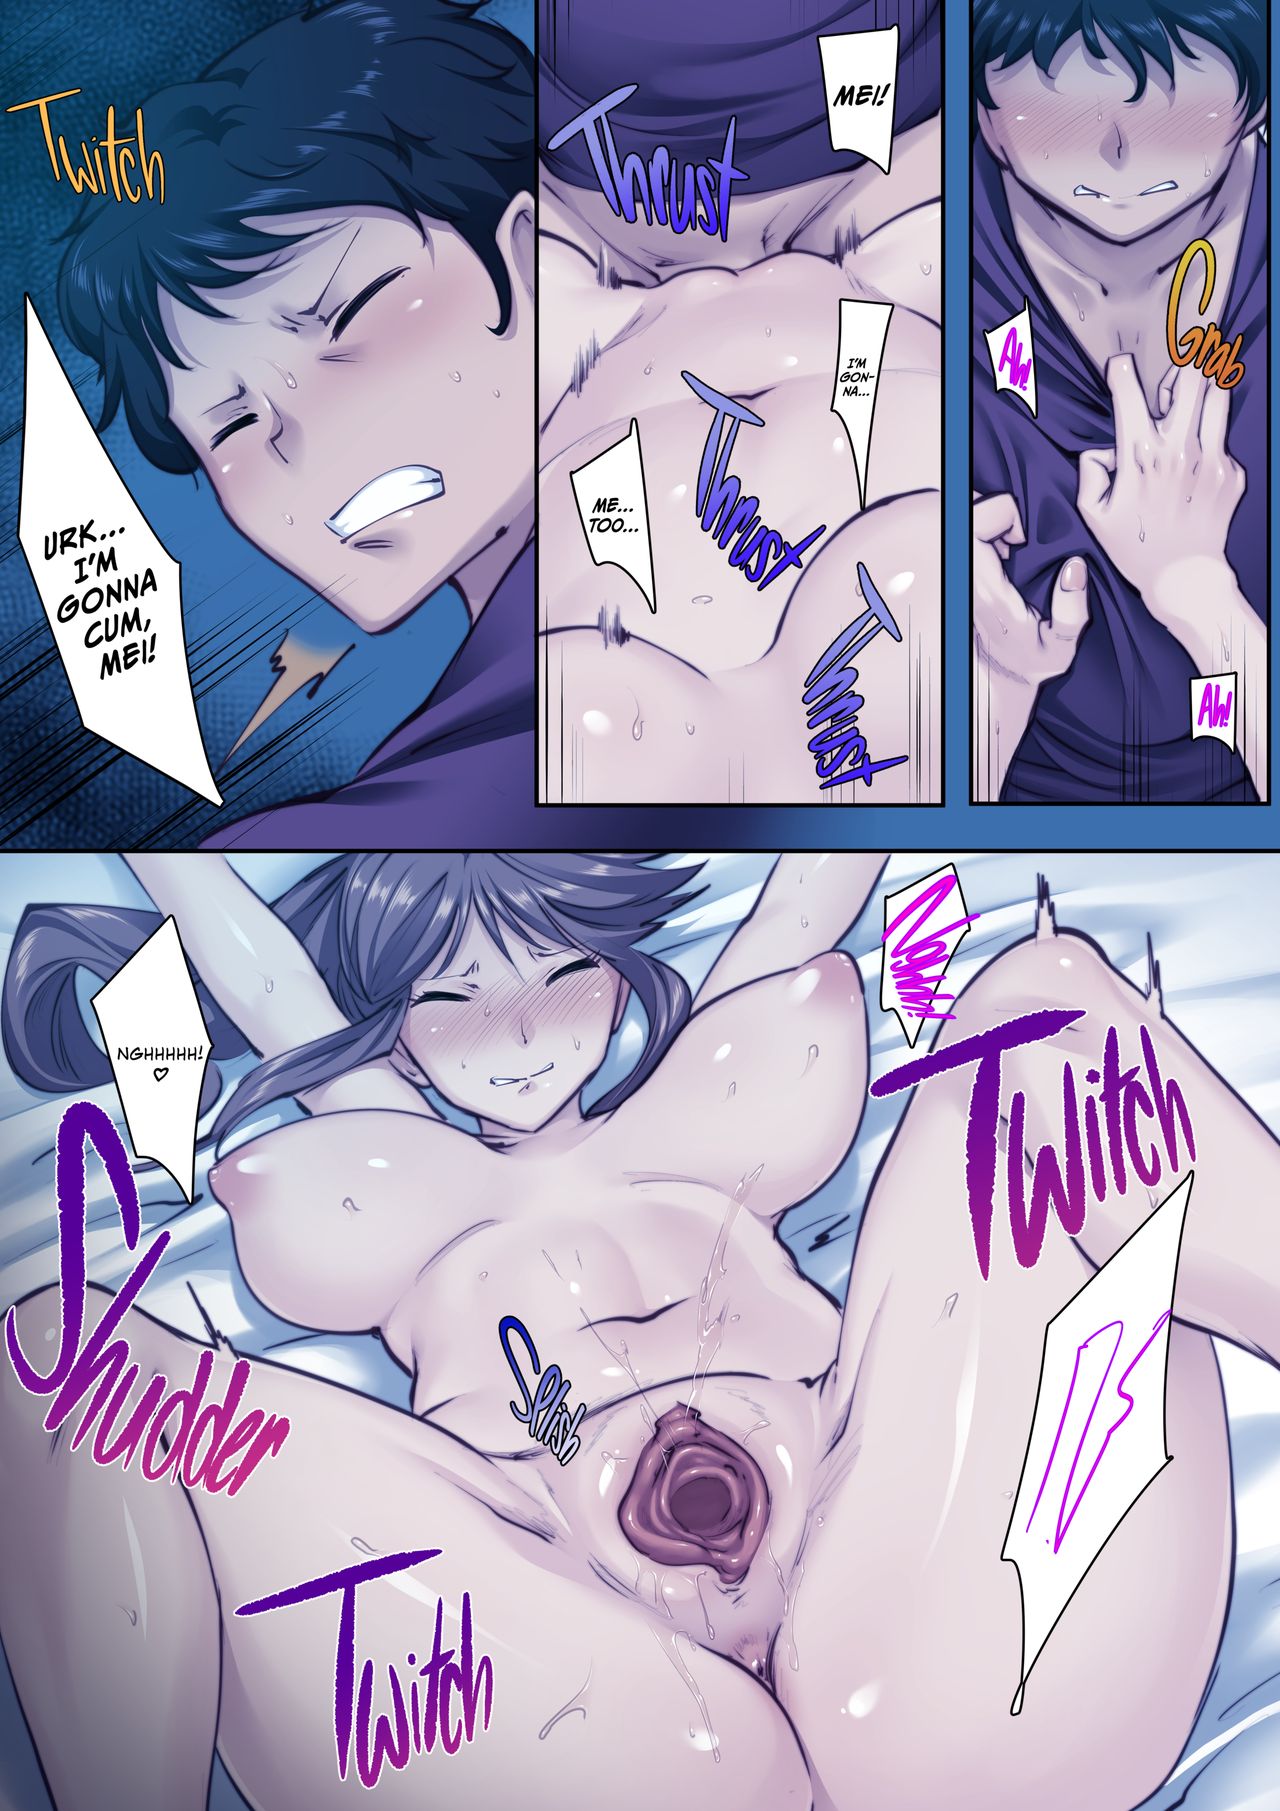 AH!
Grab
AH!
MEI!
Thrust
I'M
GON-
NA...
Thrust
ME...
TOO...
Thrust
Twitch
URK...
I'M
GONNA
CUM,
MEI!
NGHHHHH!
♡
Twitch
Shudder
Splish
Twitch